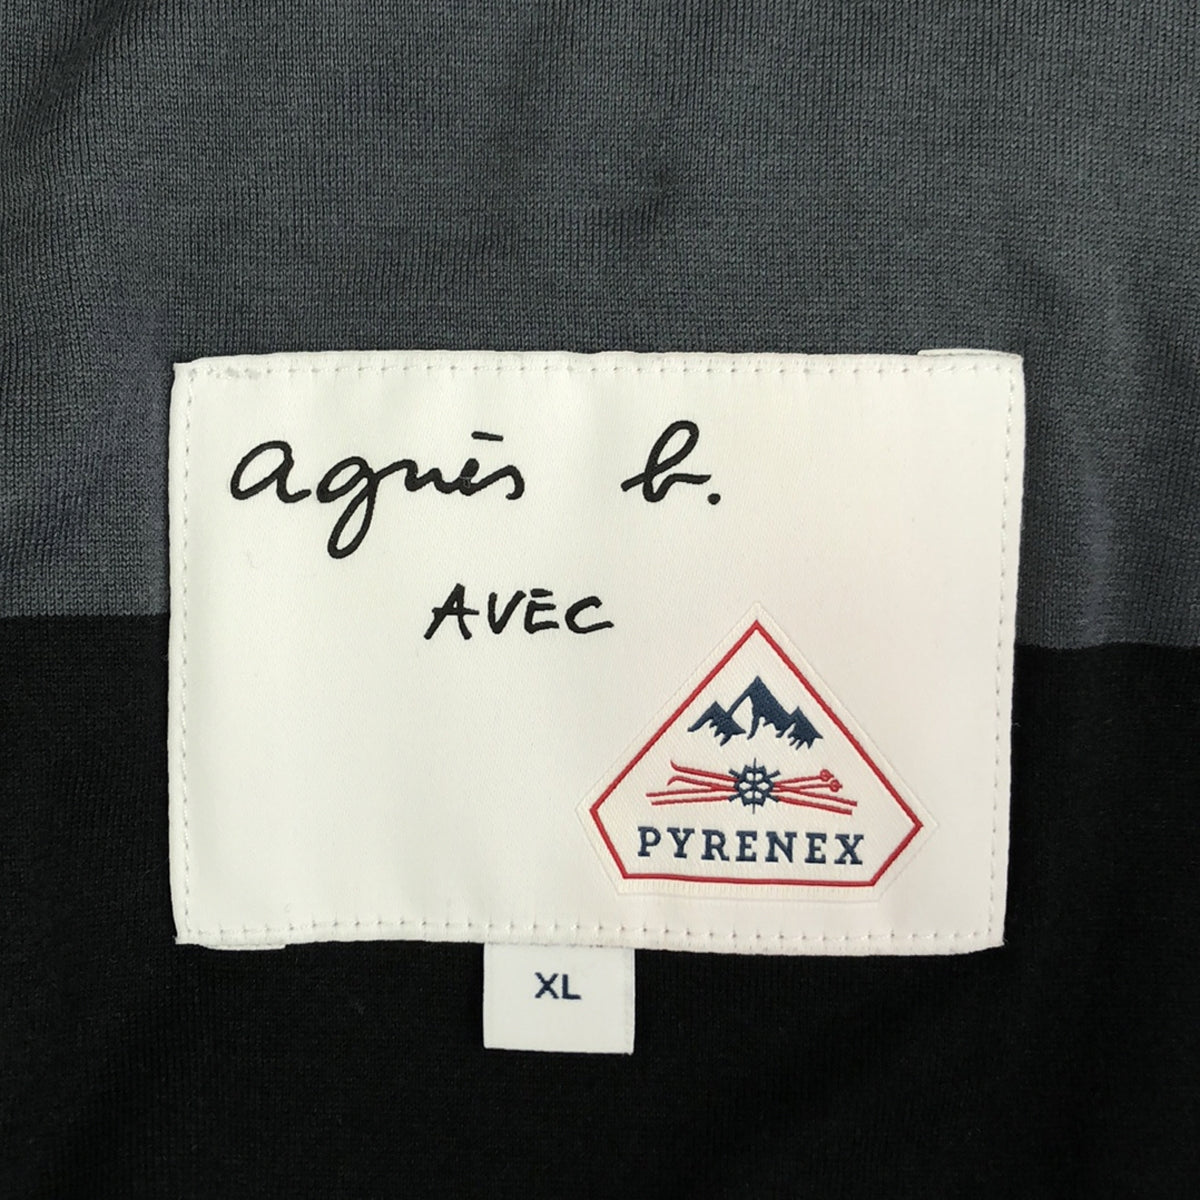 agnès b.
AVEC
PYRENEX
XL